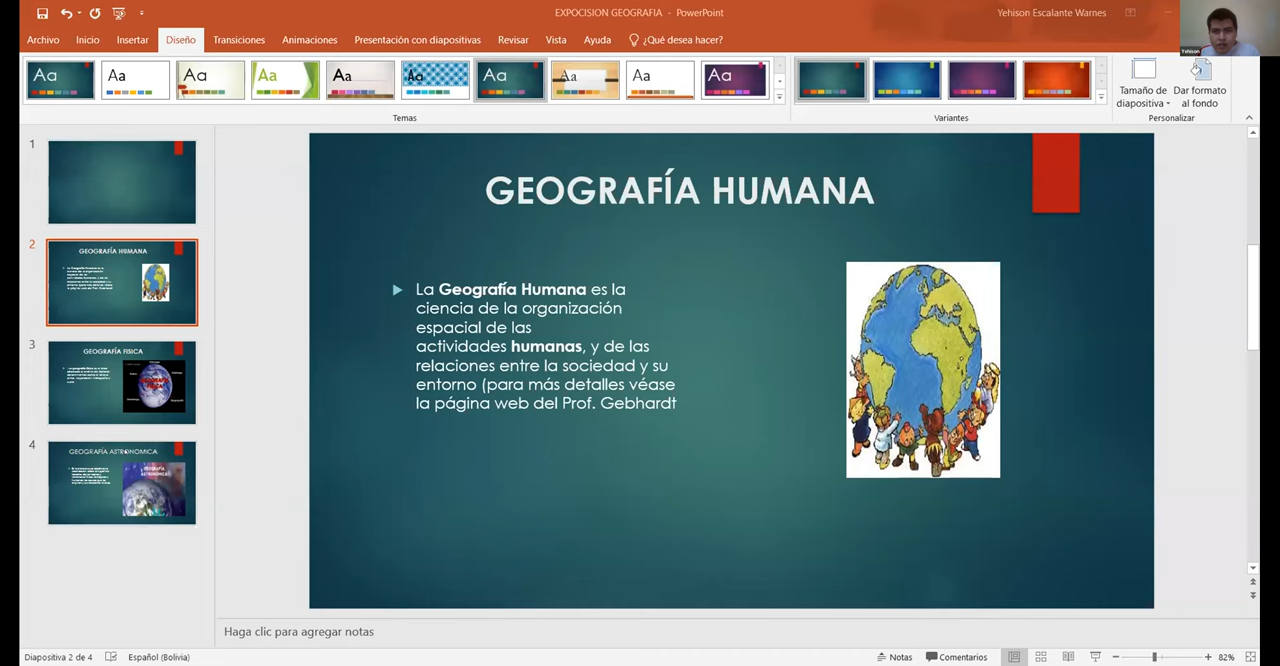 EXPOCISION GEOGRAFIA - PowerPoint
Yehison Escalante Warnes
Archivo Inicio Insertar Diseño Transiciones Animaciones Presentación con diapositivas Revisar Vista Ayuda ¿Qué desea hacer?
Yehison
Aa Aa Aa Aa Aa Aa Aa Aa Aa Aa
Tamaño de diapositiva
Dar formato al fondo
Temas
Variantes
Personalizar
1
2
GEOGRAFÍA HUMANA
3
GEOGRAFÍA FISICA
4
GEOGRAFÍA ASTRONOMICA
GEOGRAFÍA HUMANA
La Geografía Humana es la
ciencia de la organización
espacial de las
actividades humanas, y de las
relaciones entre la sociedad y su
entorno (para más detalles véase
la página web del Prof. Gebhardt
Haga clic para agregar notas
Diapositiva 2 de 4 Español (Bolivia) Notas Comentarios 82%